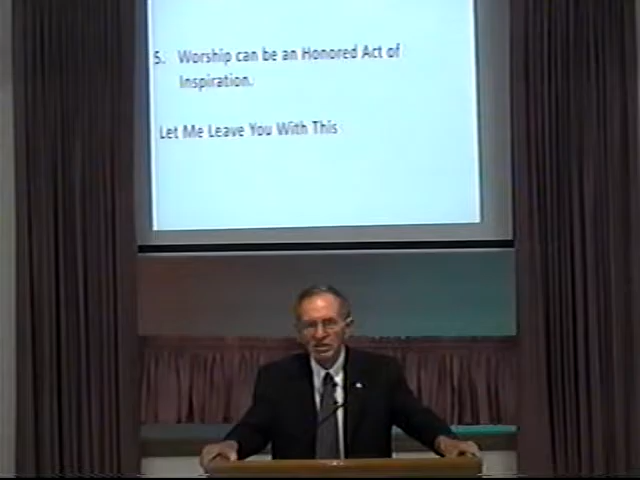 5. Worship can be an Honored Act of
Inspiration.
Let Me Leave You With This